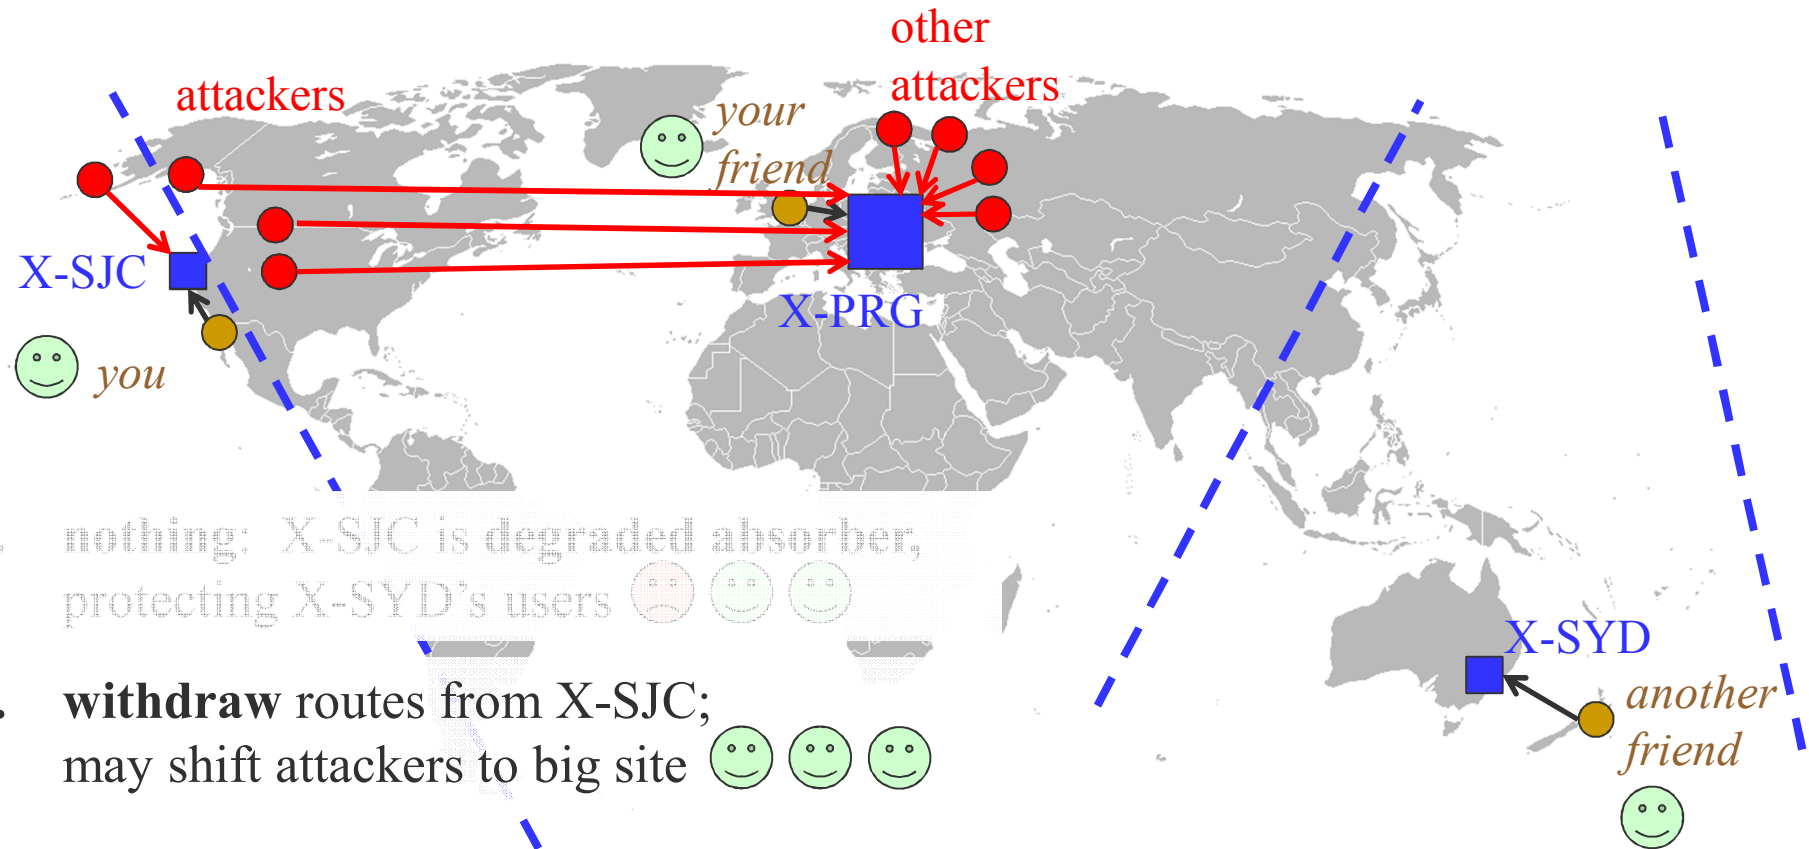 other
attackers
attackers
your
friend
X-SJC
X-PRG
you
. nothing: X-SJC is degraded absorber,
protecting X-SYD's users
X-SYD
. withdraw routes from X-SJC;
may shift attackers to big site
another
friend